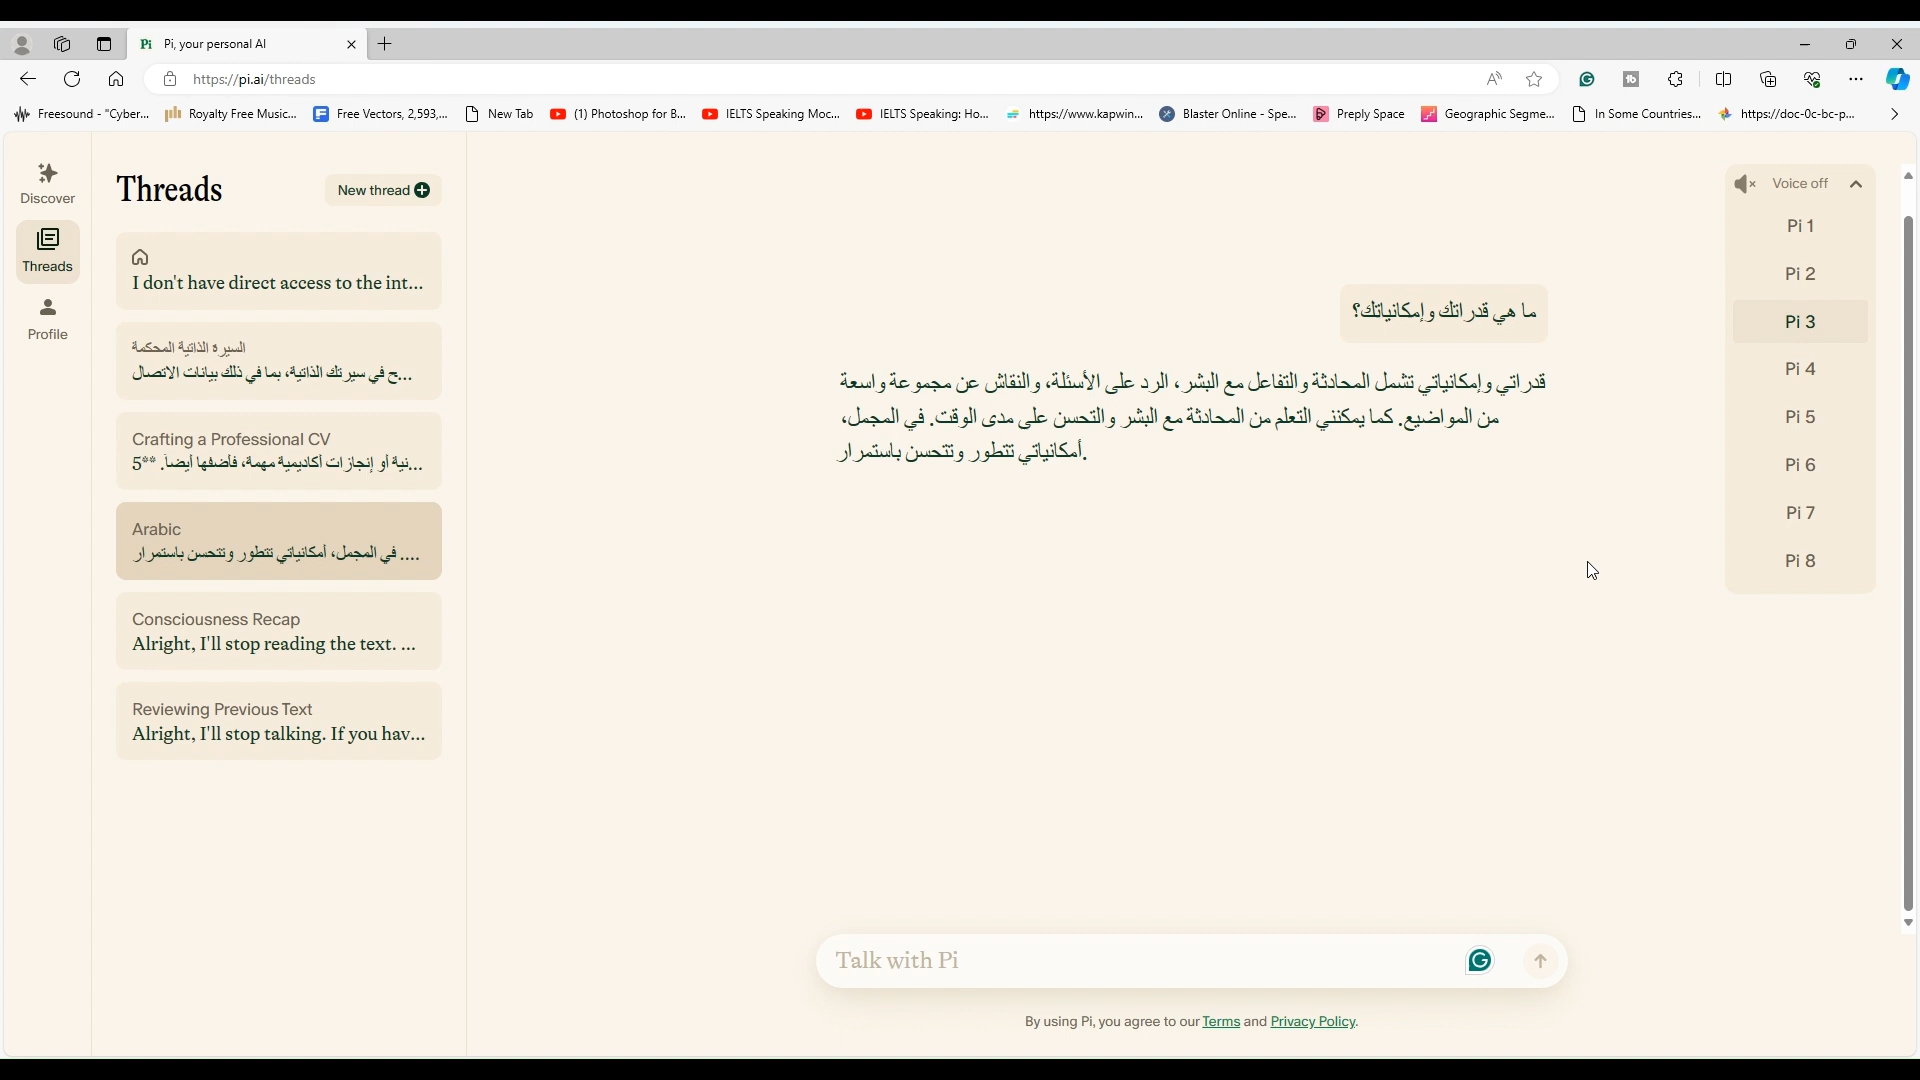 Pi, your personal AI
https://pi.ai/threads
Freesound - "Cyber...
Royalty Free Music...
Free Vectors, 2,593,...
New Tab
(1) Photoshop for B...
IELTS Speaking Moc...
IELTS Speaking: Ho...
https://www.kapwin...
Blaster Online - Spe...
Preply Space
Geographic Segme...
In Some Countries...
https://doc-0c-bc-p...
Discover
Threads
Profile
Threads
New thread
I don't have direct access to the int...
السيرة الذاتية المحكمة
...ح في سيرتك الذاتية، بما في ذلك بيانات الاتصال
Crafting a Professional CV
5** .نية أو إنجازات أكاديمية مهمة، فأضفها أيضاً...
Arabic
.... في المجمل، أمكانياتي تتطور وتتحسن باستمرار
Consciousness Recap
Alright, I'll stop reading the text. ...
Reviewing Previous Text
Alright, I'll stop talking. If you hav...
ما هي قدراتك وإمكانياتك؟
قدراتي وإمكانياتي تشمل المحادثة والتفاعل مع البشر، الرد على الأسئلة، والنقاش عن مجموعة واسعة
من المواضيع. كما يمكنني التعلم من المحادثة مع البشر والتحسن على مدى الوقت. في المجمل،
أمكانياتي تتطور وتتحسن باستمرار.
Voice off
Pi 1
Pi 2
Pi 3
Pi 4
Pi 5
Pi 6
Pi 7
Pi 8
Talk with Pi
By using Pi, you agree to our Terms and Privacy Policy.